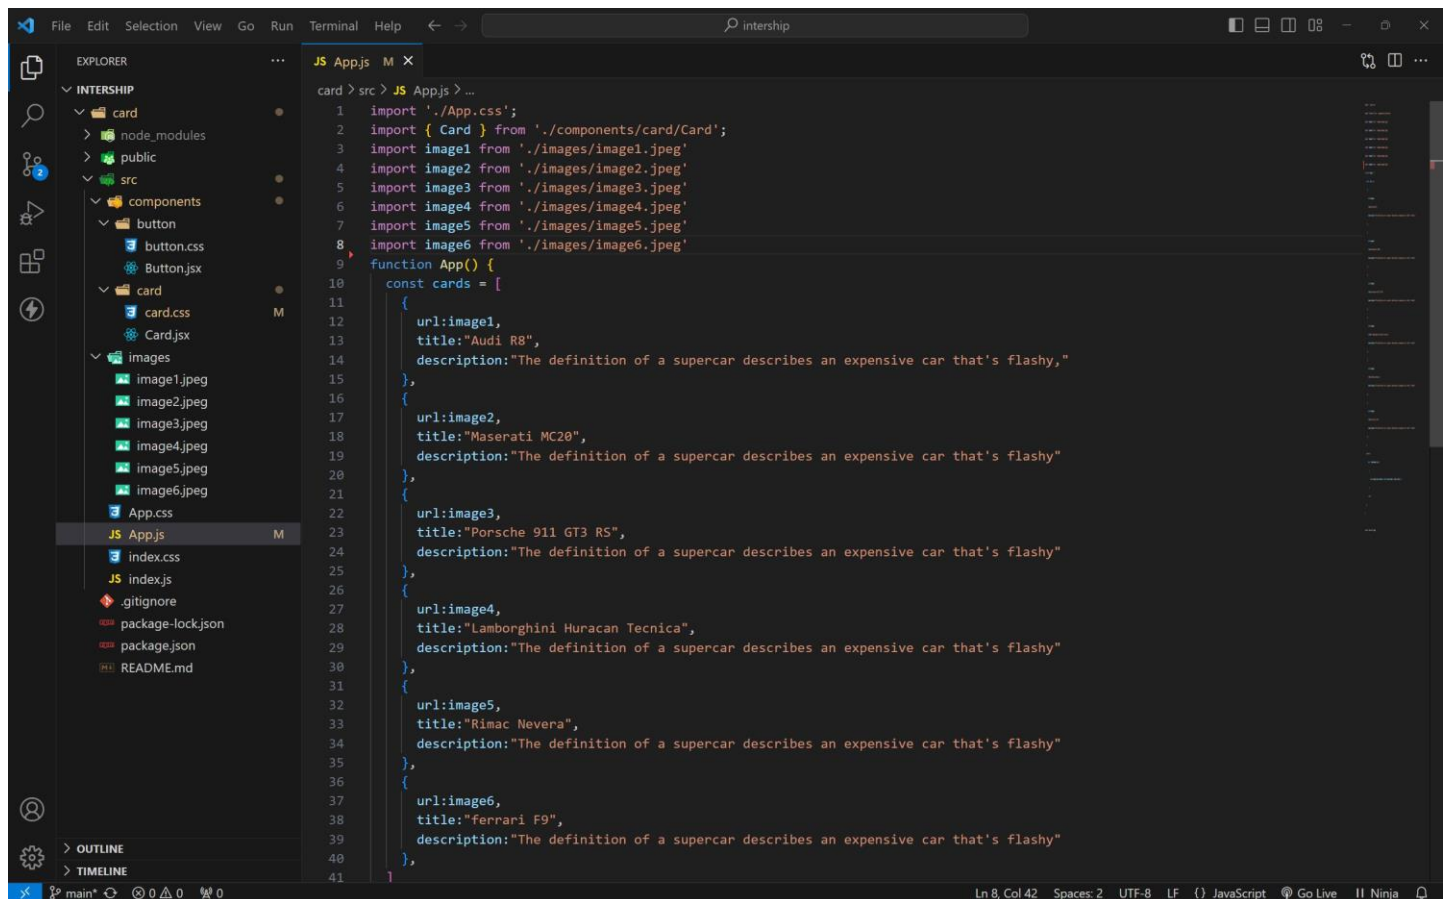 File Edit Selection View Go Run Terminal Help intership
EXPLORER
INTERSHIP
card
node_modules
public
src
components
button
button.css
Button.jsx
card
card.css M
Card.jsx
images
image1.jpeg
image2.jpeg
image3.jpeg
image4.jpeg
image5.jpeg
image6.jpeg
App.css
JS App.js M
index.css
JS index.js
.gitignore
package-lock.json
package.json
README.md
OUTLINE
TIMELINE
2
JS App.js M
card > src > JS App.js > ...
1 import './App.css';
2 import { Card } from './components/card/Card';
3 import image1 from './images/image1.jpeg'
4 import image2 from './images/image2.jpeg'
5 import image3 from './images/image3.jpeg'
6 import image4 from './images/image4.jpeg'
7 import image5 from './images/image5.jpeg'
8 import image6 from './images/image6.jpeg'
9 function App() {
10 const cards = [
11 {
12 url:image1,
13 title:"Audi R8",
14 description:"The definition of a supercar describes an expensive car that's flashy,"
15 },
16 {
17 url:image2,
18 title:"Maserati MC20",
19 description:"The definition of a supercar describes an expensive car that's flashy"
20 },
21 {
22 url:image3,
23 title:"Porsche 911 GT3 RS",
24 description:"The definition of a supercar describes an expensive car that's flashy"
25 },
26 {
27 url:image4,
28 title:"Lamborghini Huracan Tecnica",
29 description:"The definition of a supercar describes an expensive car that's flashy"
30 },
31 {
32 url:image5,
33 title:"Rimac Nevera",
34 description:"The definition of a supercar describes an expensive car that's flashy"
35 },
36 {
37 url:image6,
38 title:"ferrari F9",
39 description:"The definition of a supercar describes an expensive car that's flashy"
40 },
41 ]
main* 0 0 0 Ln 8, Col 42 Spaces: 2 UTF-8 LF {} JavaScript Go Live Ninja